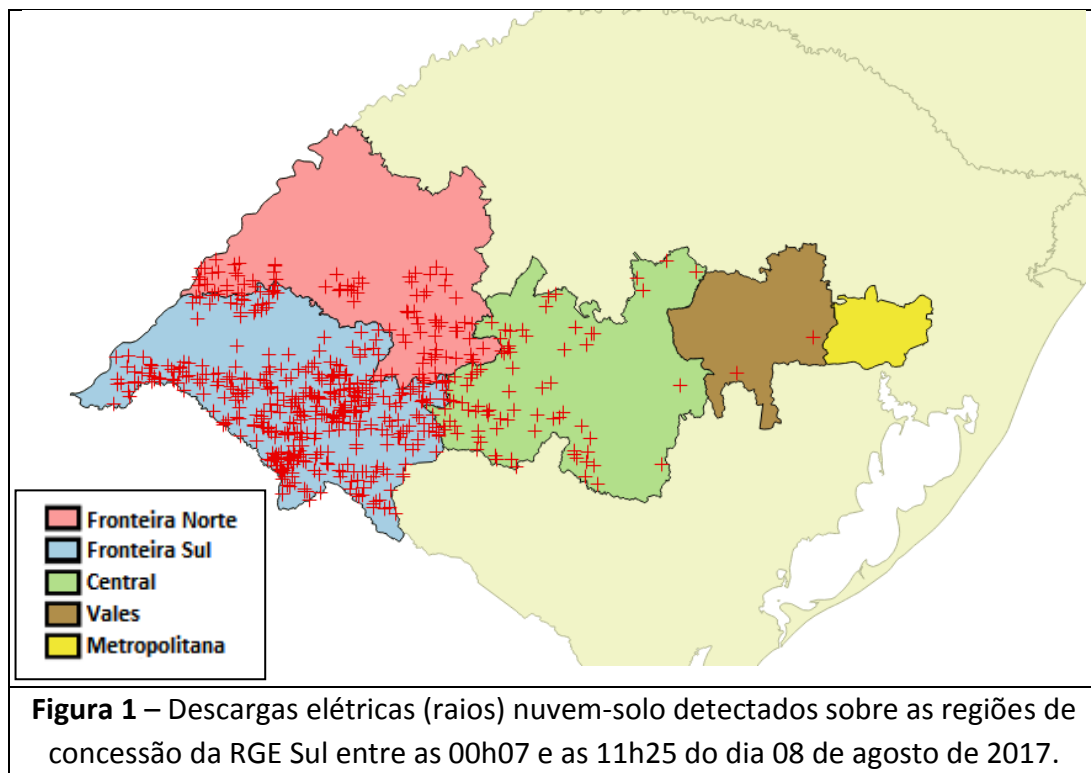 Fronteira Norte
Fronteira Sul
Central
Vales
Metropolitana
Figura 1 – Descargas elétricas (raios) nuvem-solo detectados sobre as regiões de
concessão da RGE Sul entre as 00h07 e as 11h25 do dia 08 de agosto de 2017.